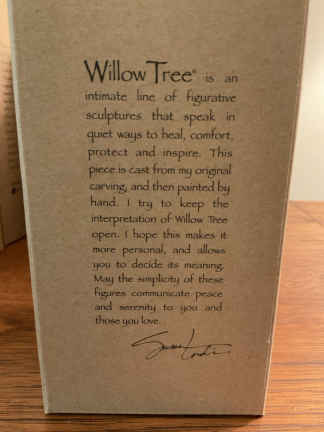 Willow Tree® is an
intimate line of figurative
sculptures that speak in
quiet ways to heal, comfort,
protect and inspire. This
piece is cast from my original
carving, and then painted by
hand. I try to keep the
interpretation of Willow Tree
open. I hope this makes it
more personal, and allows
you to decide its meaning.
May the simplicity of these
figures communicate peace
and serenity to you and
those you love.